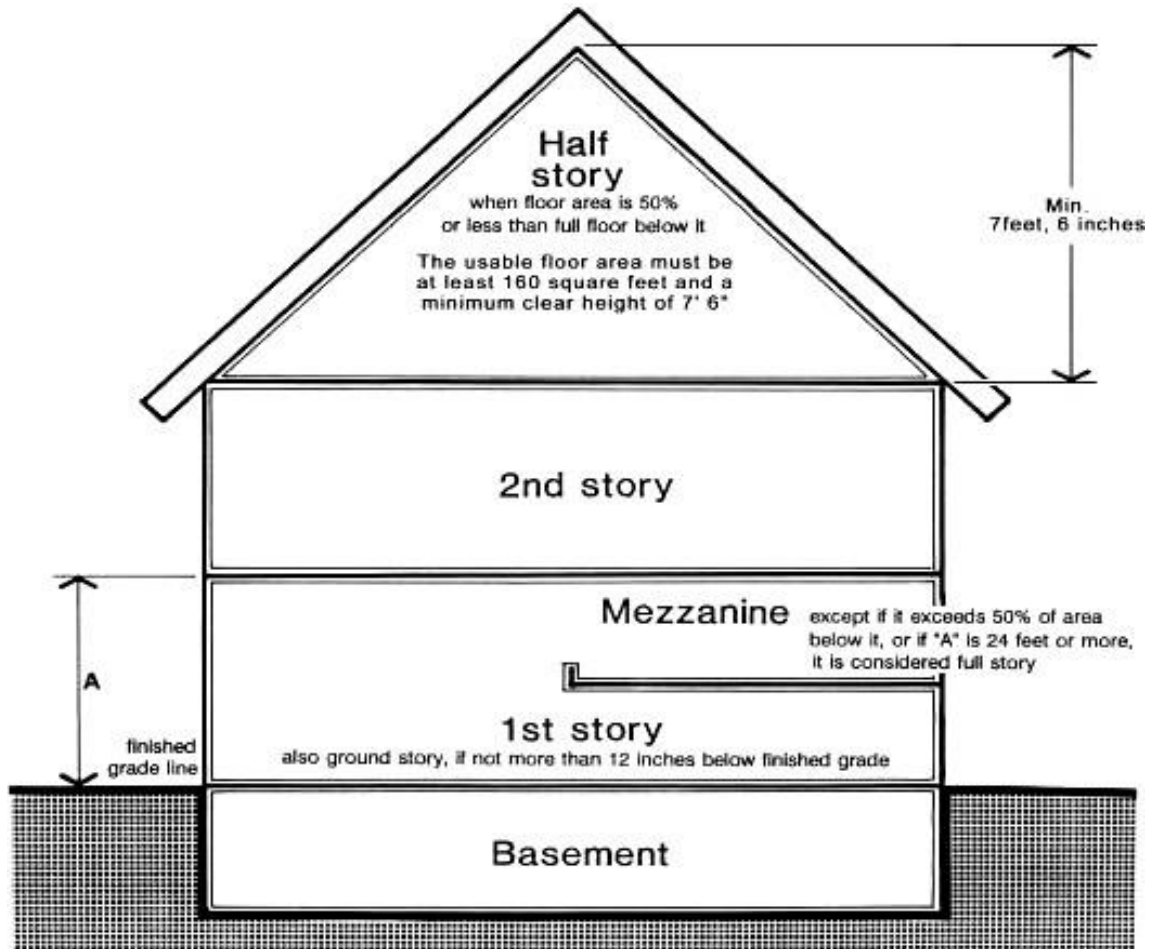 Half
story
when floor area is 50%
or less than full floor below it
The usable floor area must be
at least 160 square feet and a
minimum clear height of 7' 6"
Min.
7feet, 6 inches
2nd story
Mezzanine
except if it exceeds 50% of area
below it, or if "A" is 24 feet or more,
it is considered full story
A
1st story
also ground story, if not more than 12 inches below finished grade
finished
grade line
Basement